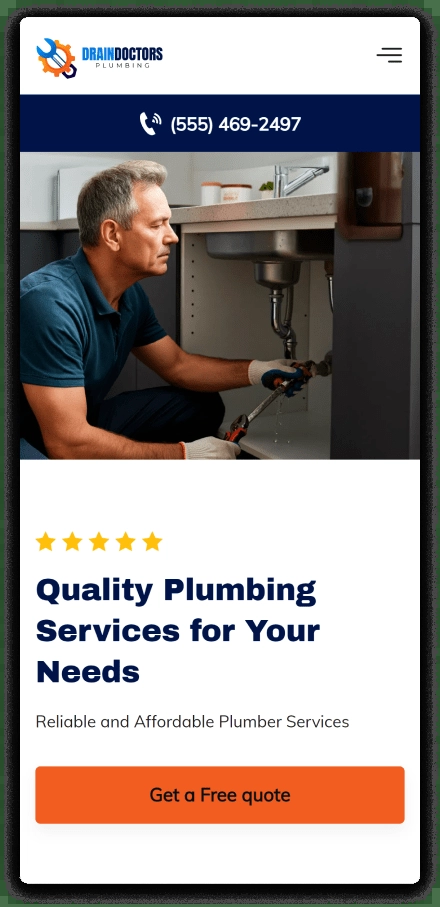 DRAINDOCTORS
PLUMBING
(555) 469-2497
Quality Plumbing
Services for Your
Needs
Reliable and Affordable Plumber Services
Get a Free quote